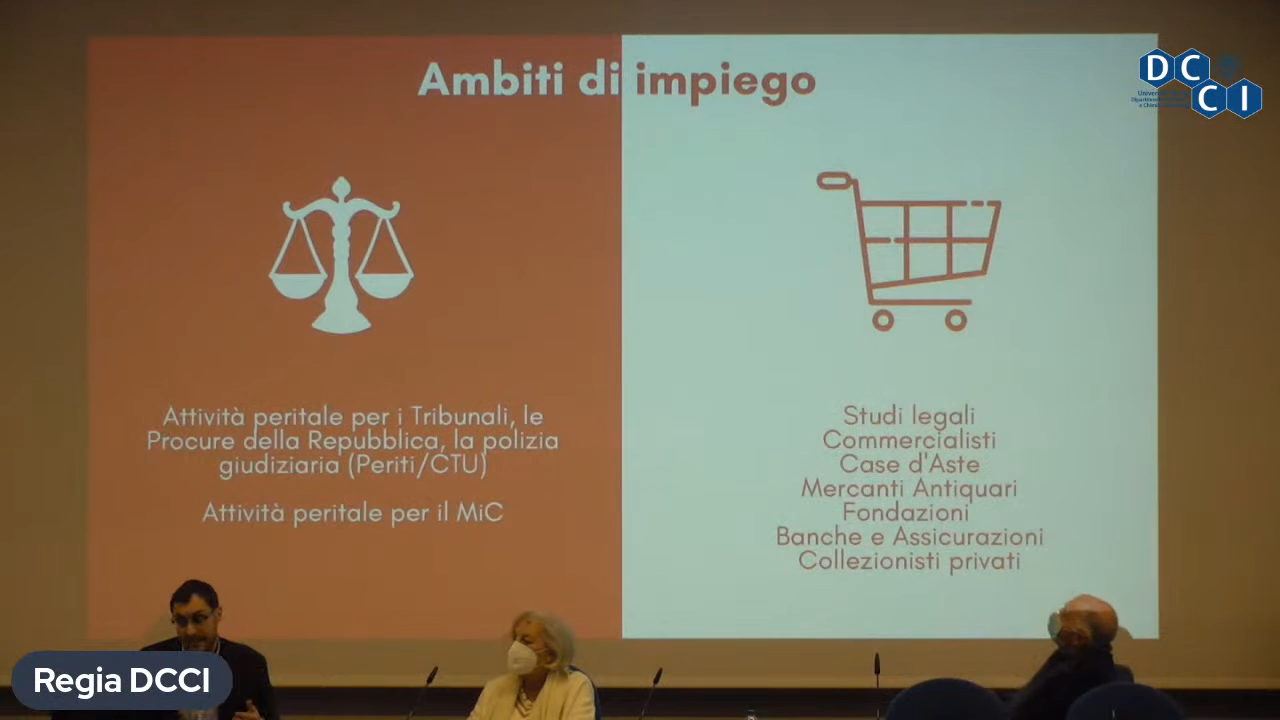 Ambiti di impiego
DC
CI
Attività peritale per i Tribunali, le
Procure della Repubblica, la polizia
giudiziaria (Periti/CTU)
Attività peritale per il MiC
Studi legali
Commercialisti
Case d'Aste
Mercanti Antiquari
Fondazioni
Banche e Assicurazioni
Collezionisti privati
Regia DCCI